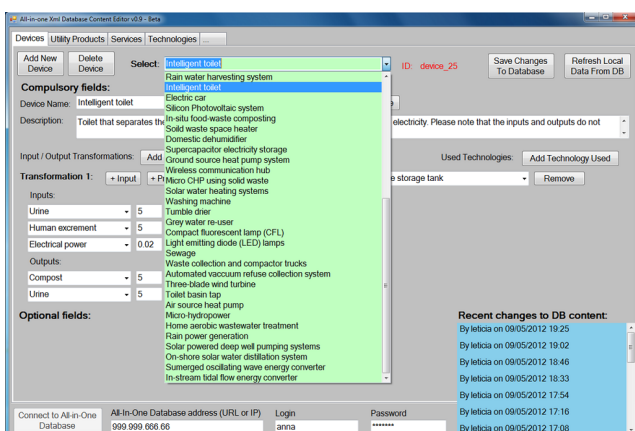 All-in-one Xml Database Content Editor v0.9 - Beta
Devices Utility Products Services Technologies ...
Add New Device
Delete Device
Select: Intelligent toilet
ID: device_25
Save Changes To Database
Refresh Local Data From DB
Rain water harvesting system
Intelligent toilet
Electric car
Silicon Photovoltaic system
In-situ food-waste composting
Soild waste space heater
Domestic dehumidifier
Supercapacitor electricity storage
Ground source heat pump system
Wireless communication hub
Micro CHP using solid waste
Solar water heating systems
Washing machine
Tumble drier
Grey water re-user
Compact fluorescent lamp (CFL)
Light emitting diode (LED) lamps
Sewage
Waste collection and compactor trucks
Automated vaccuum refuse collection system
Three-blade wind turbine
Toilet basin tap
Air source heat pump
Micro-hydropower
Home aerobic wastewater treatment
Rain power generation
Solar powered deep well pumping systems
On-shore solar water distillation system
Sumerged oscillating wave energy converter
In-stream tidal flow energy converter
Compulsory fields:
Device Name: Intelligent toilet
Description: Toilet that separates the
electricity. Please note that the inputs and outputs do not
Input / Output Transformations: Add
Used Technologies: Add Technology Used
Transformation 1: + Input
e storage tank
Remove
Inputs:
Urine 5
Human excrement 5
Electrical power 0.02
Outputs:
Compost 5
Urine 5
Optional fields:
Recent changes to DB content:
By leticia on 09/05/2012 19:25
By leticia on 09/05/2012 19:02
By leticia on 09/05/2012 18:46
By leticia on 09/05/2012 18:33
By leticia on 09/05/2012 17:54
By leticia on 09/05/2012 17:16
By leticia on 09/05/2012 17:08
Connect to All-in-One Database
All-In-One Database address (URL or IP) Login Password
999.999.666.66 anna *******